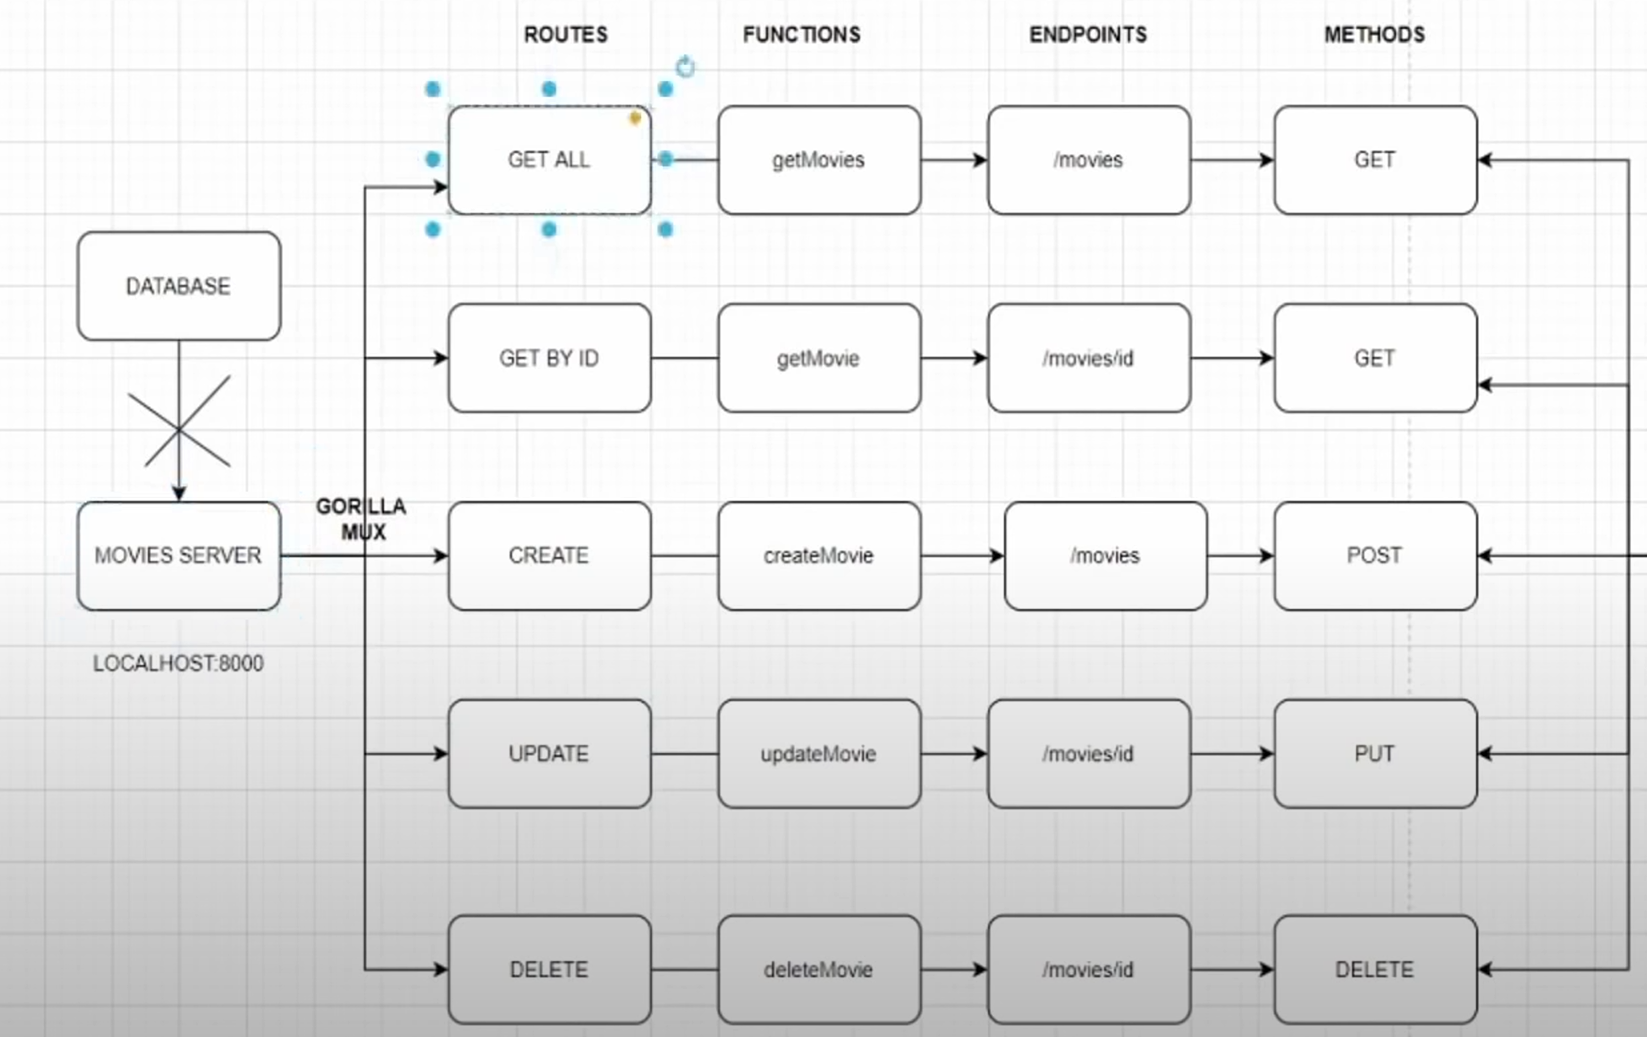 ROUTES
FUNCTIONS
ENDPOINTS
METHODS
GET ALL
getMovies
/movies
GET
DATABASE
GET BY ID
getMovie
/movies/id
GET
GORILLA
MUX
MOVIES SERVER
CREATE
createMovie
/movies
POST
LOCALHOST:8000
UPDATE
updateMovie
/movies/id
PUT
DELETE
deleteMovie
/movies/id
DELETE